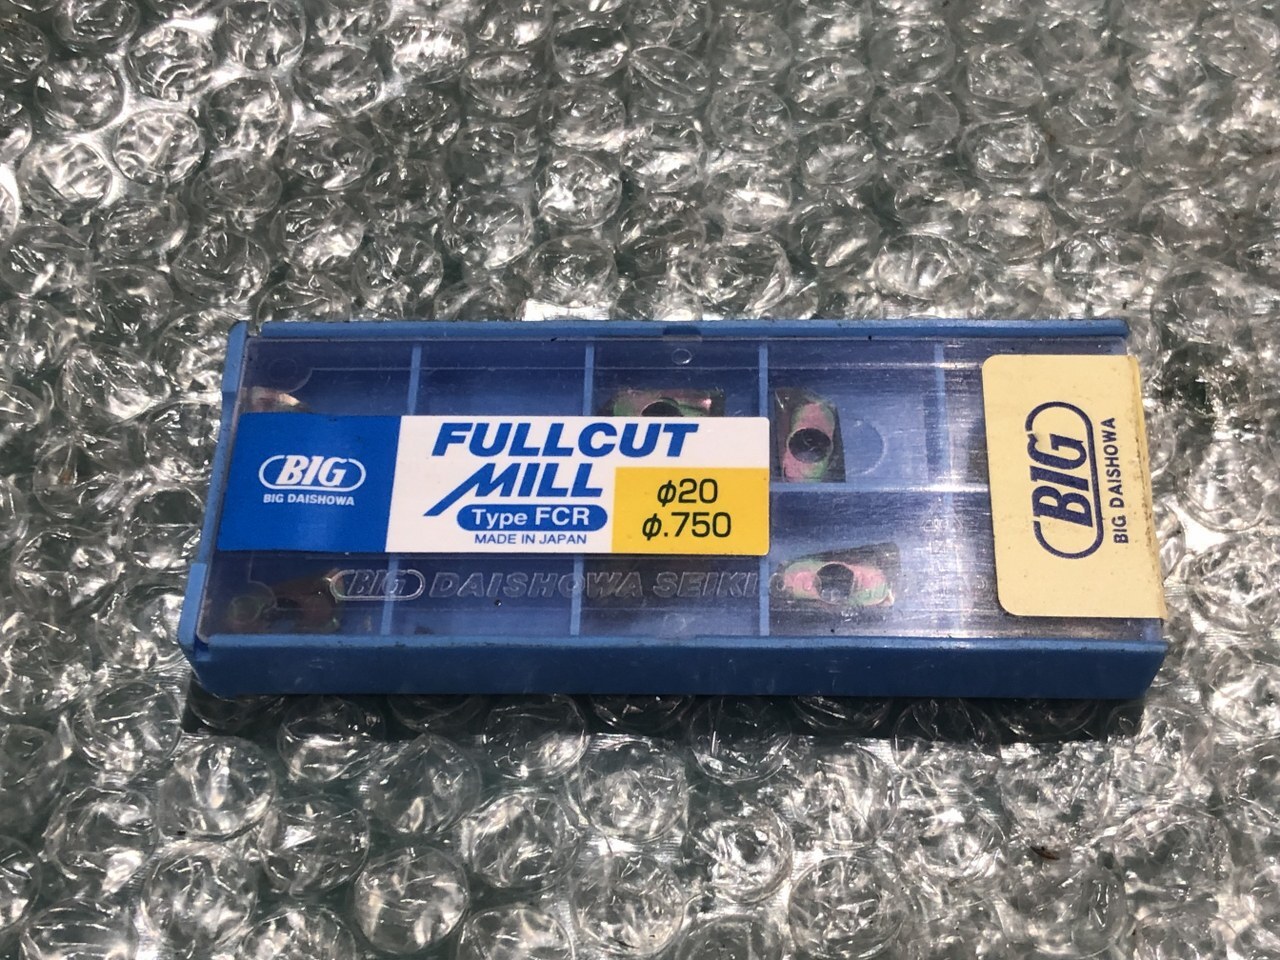 BIG
BIG DAISHOWA
FULLCUT
MILL
Type FCR
MADE IN JAPAN
φ20
φ.750
BIG DAISHOWA SEIKI
BIG
BIG DAISHOWA